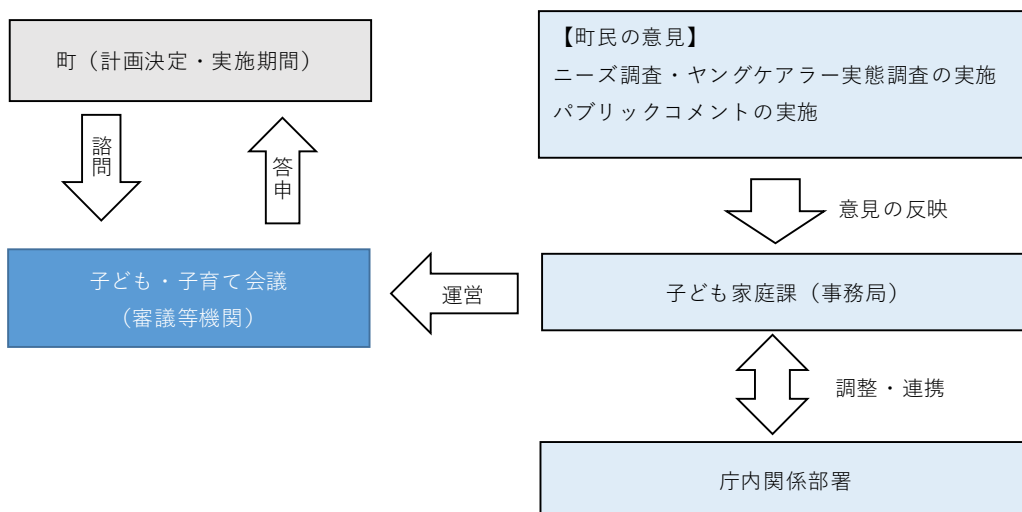 町（計画決定・実施期間）
諮問
答申
子ども・子育て会議
（審議等機関）
運営
【町民の意見】
ニーズ調査・ヤングケアラー実態調査の実施
パブリックコメントの実施
意見の反映
子ども家庭課（事務局）
調整・連携
庁内関係部署